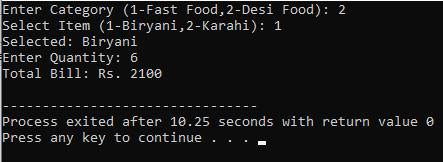 Enter Category (1-Fast Food,2-Desi Food): 2
Select Item (1-Biryani,2-Karahi): 1
Selected: Biryani
Enter Quantity: 6
Total Bill: Rs. 2100
--------------------------------
Process exited after 10.25 seconds with return value 0
Press any key to continue . . .